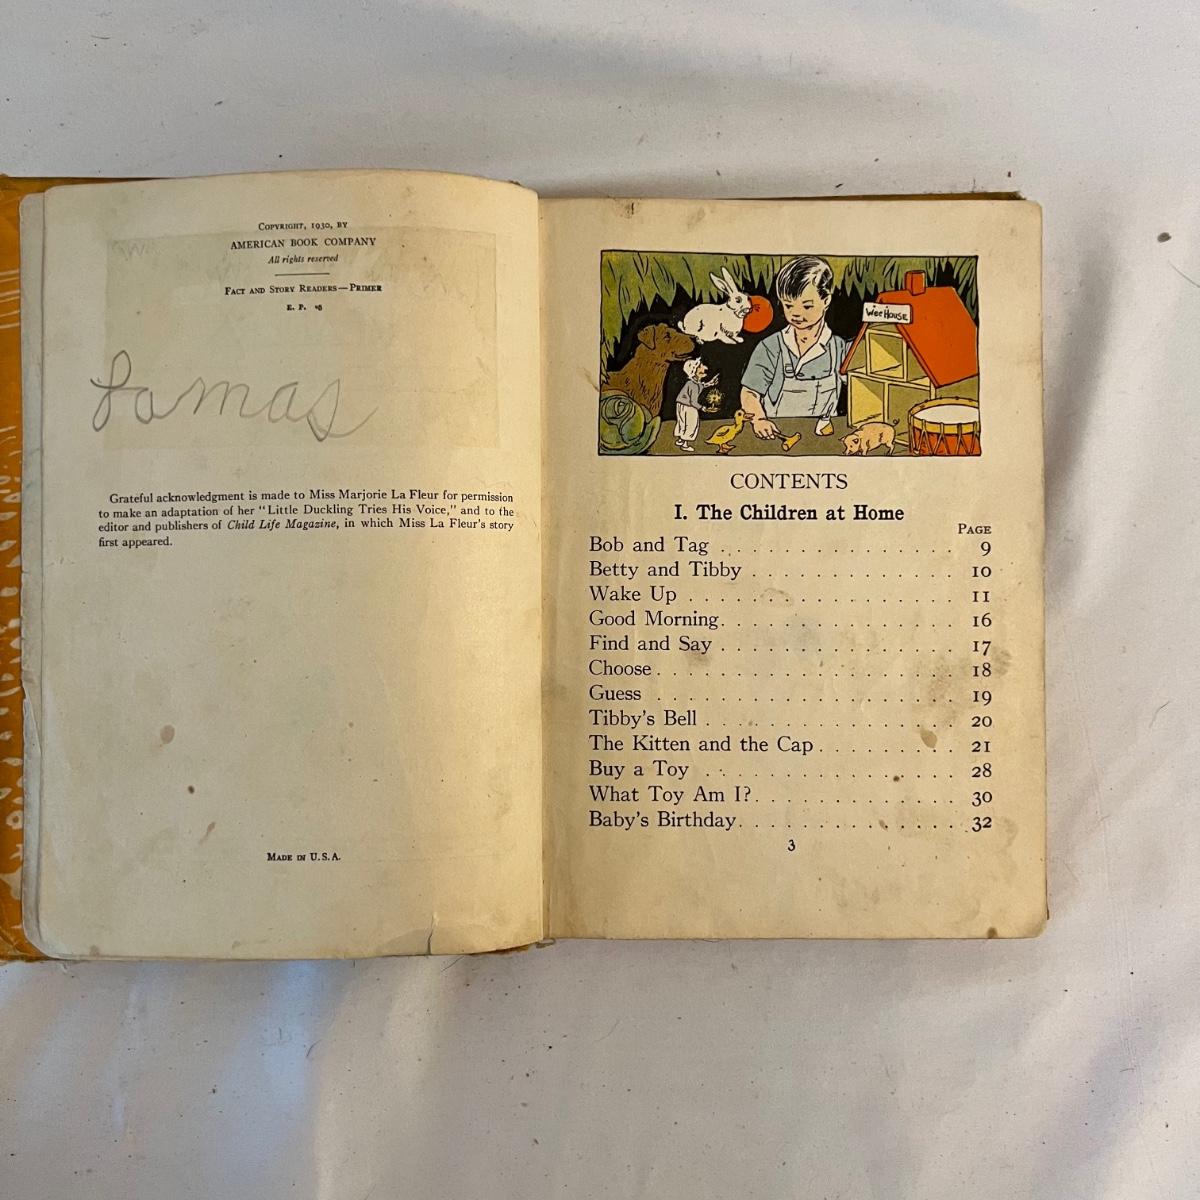 COPYRIGHT, 1930, BY
AMERICAN BOOK COMPANY
All rights reserved
FACT AND STORY READERS—PRIMER
E. P.
Grateful acknowledgment is made to Miss Marjorie La Fleur for permission
to make an adaptation of her "Little Duckling Tries His Voice," and to the
editor and publishers of Child Life Magazine, in which Miss La Fleur's story
first appeared.
MADE IN U.S.A.
Wee HOUSE
CONTENTS
I. The Children at Home
PAGE
Bob and Tag . . . . . . . . . . . . . . 9
Betty and Tibby . . . . . . . . . . . . . 10
Wake Up . . . . . . . . . . . . . . . 11
Good Morning. . . . . . . . . . . . . . 16
Find and Say . . . . . . . . . . . . . . 17
Choose . . . . . . . . . . . . . . . . 18
Guess . . . . . . . . . . . . . . . . 19
Tibby's Bell . . . . . . . . . . . . . . . 20
The Kitten and the Cap . . . . . . . . . 21
Buy a Toy . . . . . . . . . . . . . . . 28
What Toy Am I? . . . . . . . . . . . . . 30
Baby's Birthday. . . . . . . . . . . . . . 32
3